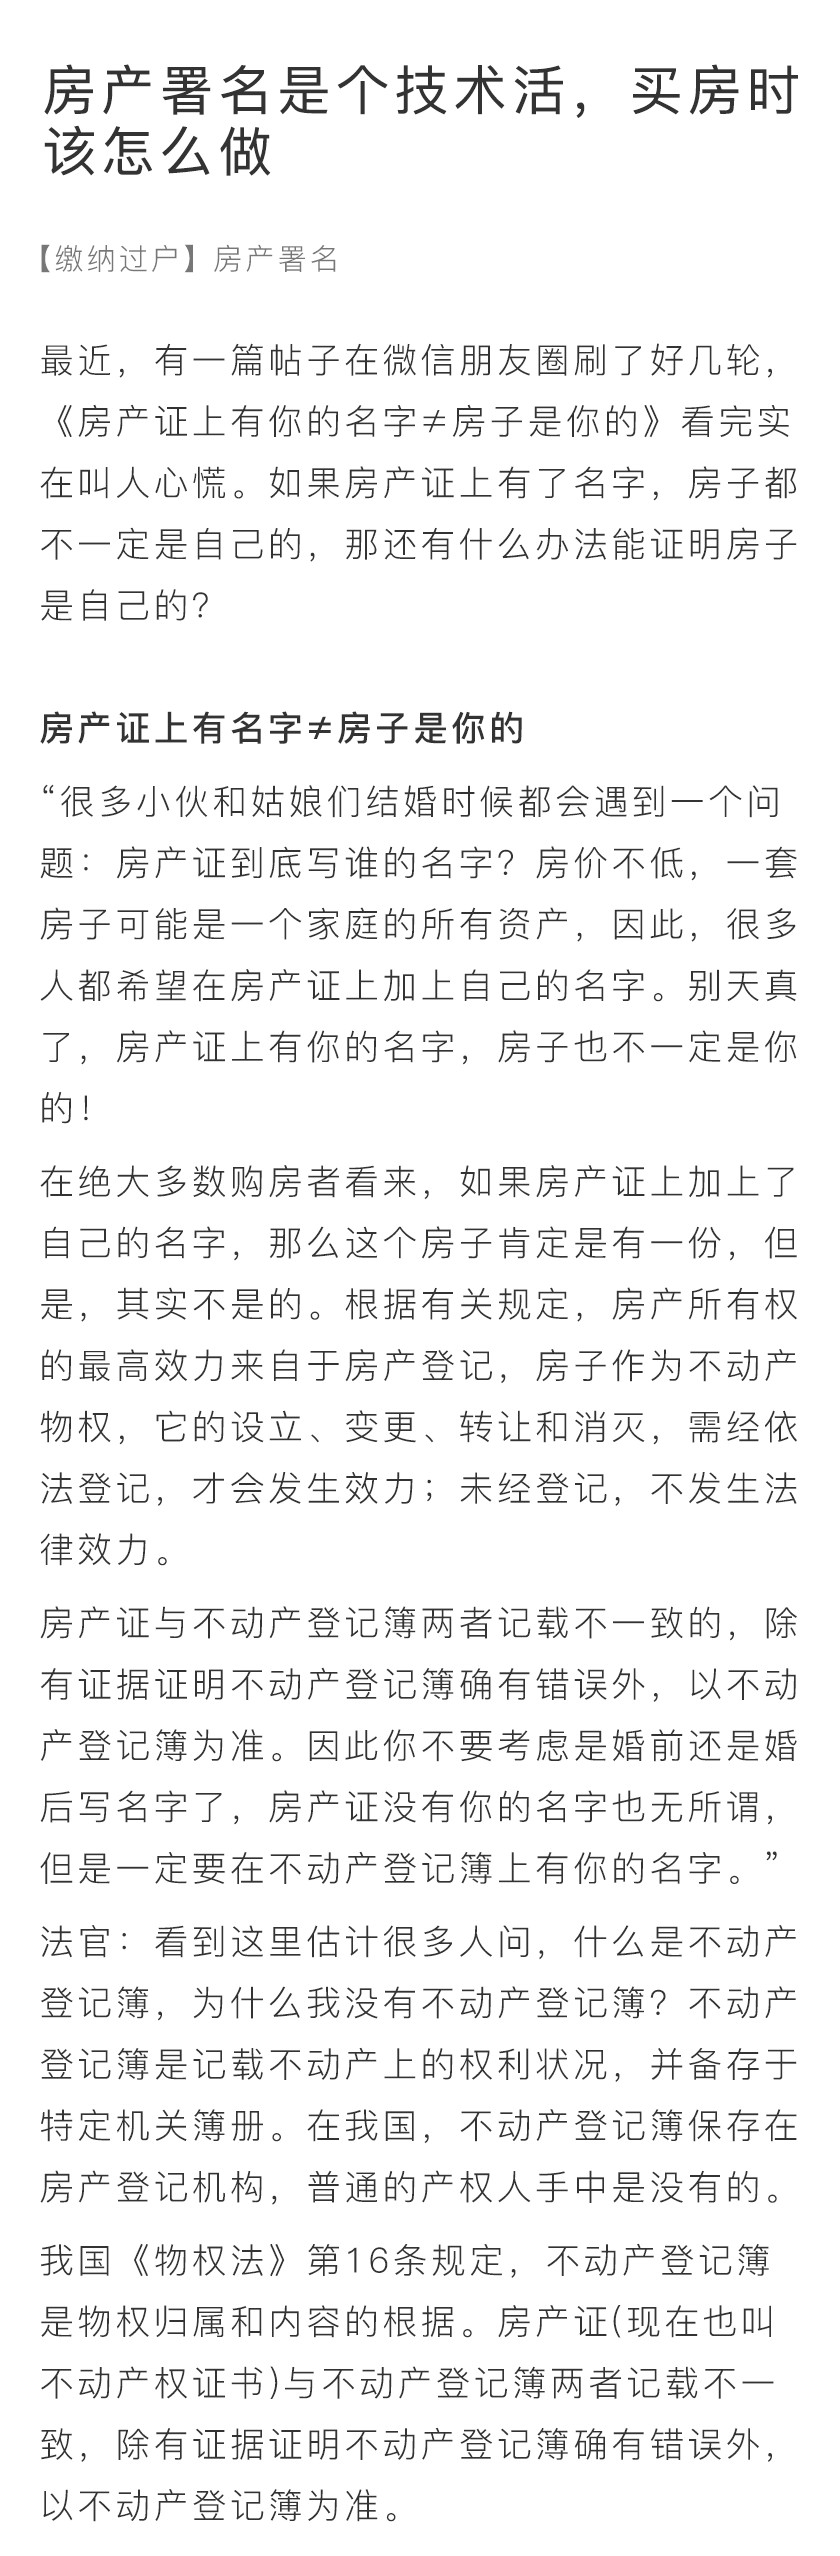 房产署名是个技术活，买房时
该怎么做
【缴纳过户】房产署名
最近，有一篇帖子在微信朋友圈刷了好几轮，
《房产证上有你的名字≠房子是你的》看完实
在叫人心慌。如果房产证上有了名字，房子都
不一定是自己的，那还有什么办法能证明房子
是自己的？
房产证上有名字≠房子是你的
“很多小伙和姑娘们结婚时候都会遇到一个问
题：房产证到底写谁的名字？房价不低，一套
房子可能是一个家庭的所有资产，因此，很多
人都希望在房产证上加上自己的名字。别天真
了，房产证上有你的名字，房子也不一定是你
的！
在绝大多数购房者看来，如果房产证上加上了
自己的名字，那么这个房子肯定是有一份，但
是，其实不是的。根据有关规定，房产所有权
的最高效力来自于房产登记，房子作为不动产
物权，它的设立、变更、转让和消灭，需经依
法登记，才会发生效力；未经登记，不发生法
律效力。
房产证与不动产登记簿两者记载不一致的，除
有证据证明不动产登记簿确有错误外，以不动
产登记簿为准。因此你不要考虑是婚前还是婚
后写名字了，房产证没有你的名字也无所谓，
但是一定要在不动产登记簿上有你的名字。”
法官：看到这里估计很多人问，什么是不动产
登记簿，为什么我没有不动产登记簿？不动产
登记簿是记载不动产上的权利状况，并备存于
特定机关簿册。在我国，不动产登记簿保存在
房产登记机构，普通的产权人手中是没有的。
我国《物权法》第16条规定，不动产登记簿
是物权归属和内容的根据。房产证(现在也叫
不动产权证书)与不动产登记簿两者记载不一
致，除有证据证明不动产登记簿确有错误外，
以不动产登记簿为准。